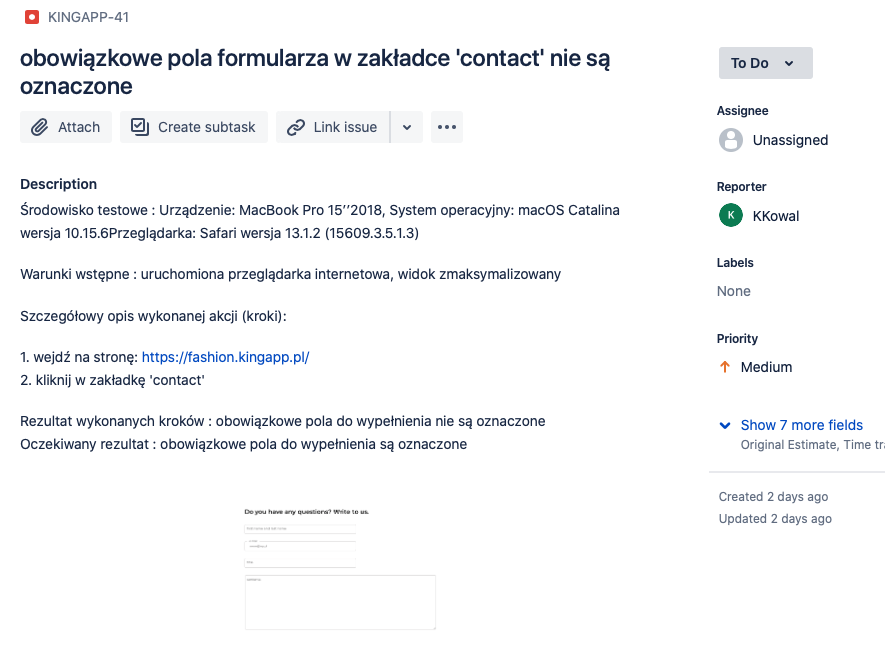 KINGAPP-41
obowiązkowe pola formularza w zakładce 'contact' nie są
oznaczone
Attach
Create subtask
Link issue
Description
Środowisko testowe : Urządzenie: MacBook Pro 15’’2018, System operacyjny: macOS Catalina
wersja 10.15.6Przeglądarka: Safari wersja 13.1.2 (15609.3.5.1.3)
Warunki wstępne : uruchomiona przeglądarka internetowa, widok zmaksymalizowany
Szczegółowy opis wykonanej akcji (kroki):
1. wejdź na stronę: https://fashion.kingapp.pl/
2. kliknij w zakładkę 'contact'
Rezultat wykonanych kroków : obowiązkowe pola do wypełnienia nie są oznaczone
Oczekiwany rezultat : obowiązkowe pola do wypełnienia są oznaczone
Do you have any questions? Write to us.
To Do
Assignee
Unassigned
Reporter
K
KKowal
Labels
None
Priority
Medium
Show 7 more fields
Original Estimate, Time tra
Created 2 days ago
Updated 2 days ago